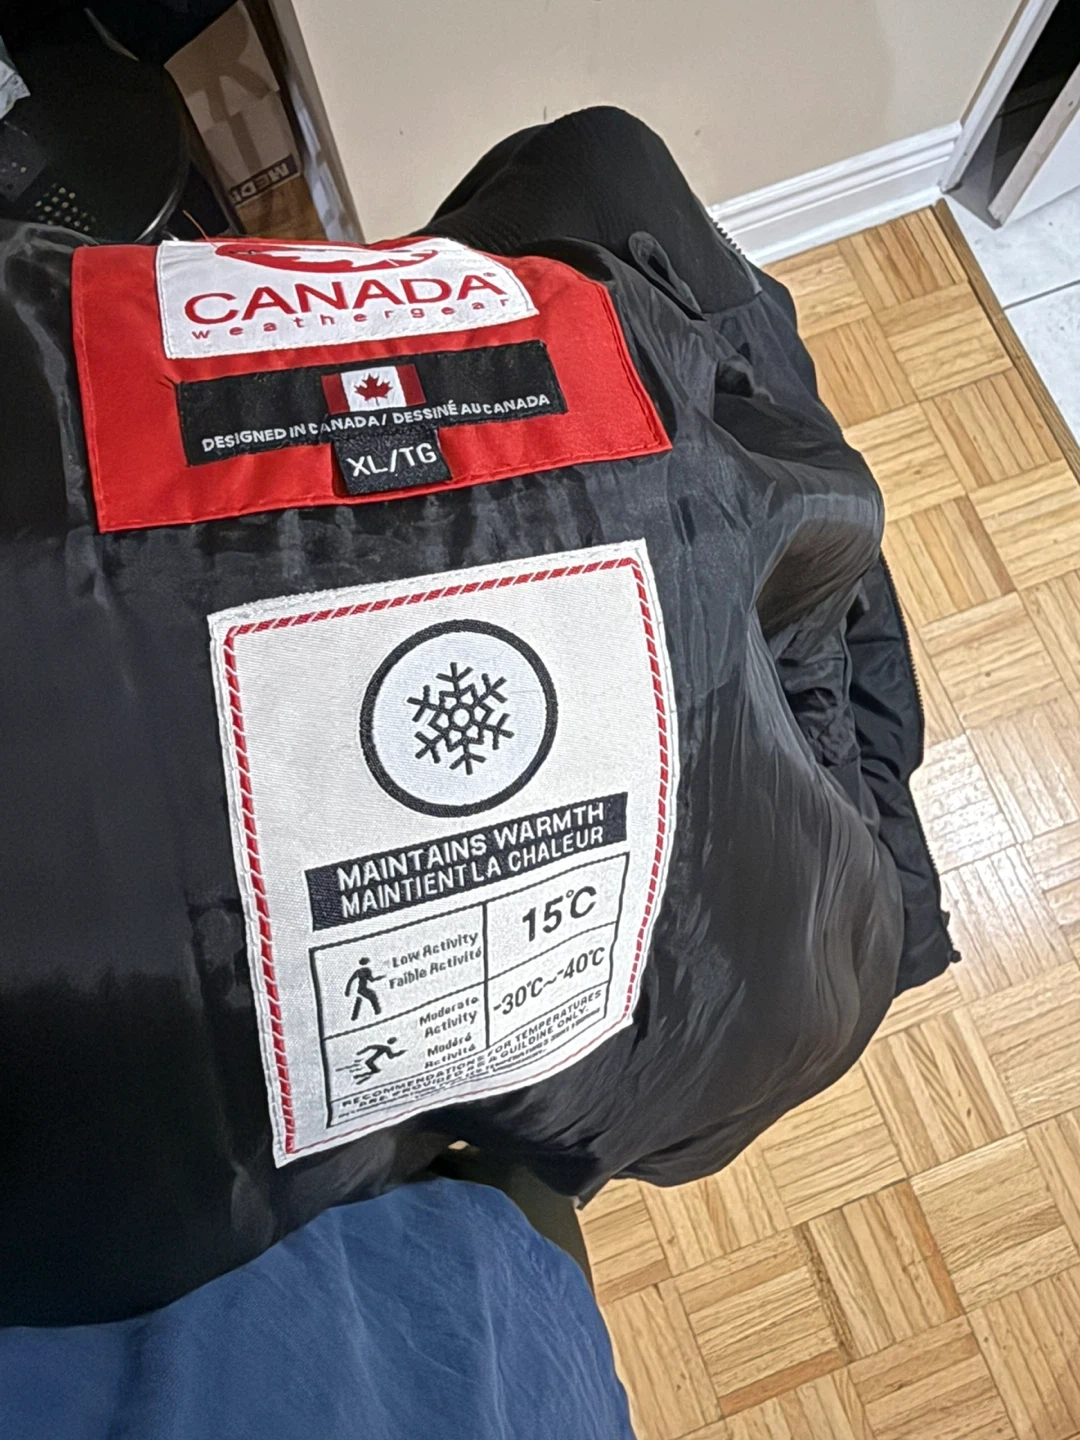 CANADA
weathergear
DESIGNED IN CANADA / DESSINÉ AU CANADA
XL/TG
MAINTAINS WARMTH
MAINTIENT LA CHALEUR
Low Activity
Faible Activité
15°C
Moderate
Activity
Modéré
Activité
-30°C~-40°C
RECOMMENDATIONS FOR TEMPERATURES
ARE PROVIDED AS A GUILDINE ONLY.